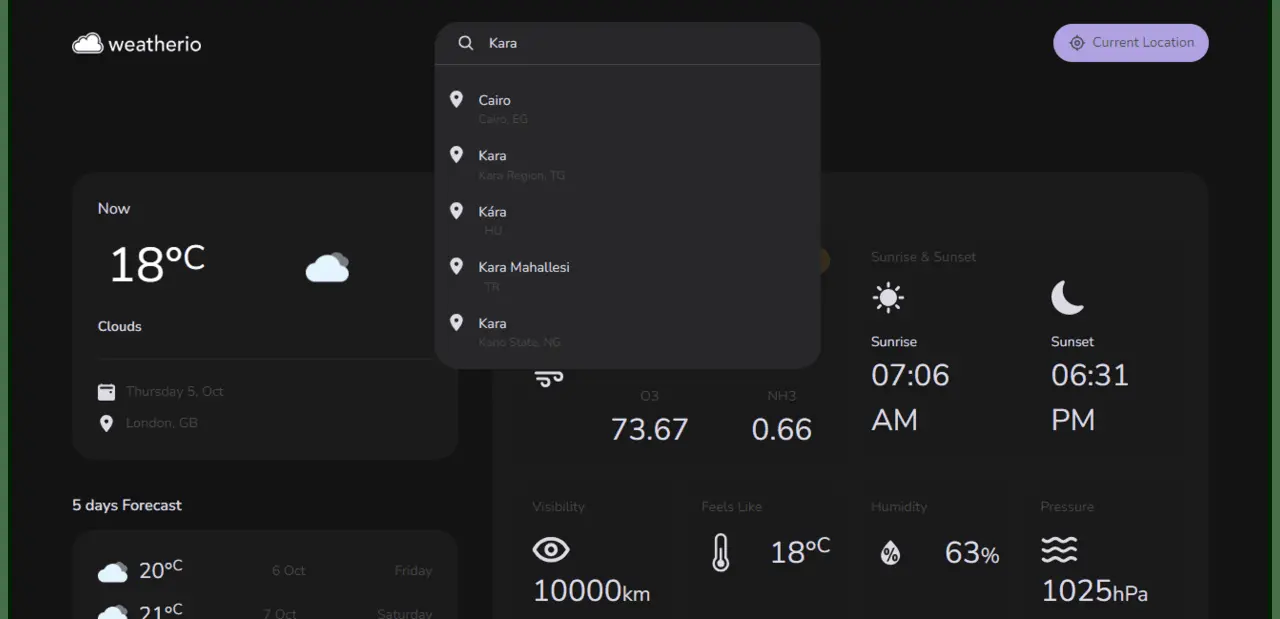 weatherio
Kara
Current Location
Cairo
Cairo, EG
Kara
Kara Region, TG
Kára
HU
Kara Mahallesi
TR
Kara
Kano State, NG
Now
18°C
Clouds
Thursday 5, Oct
London, GB
O3
73.67
NH3
0.66
Sunrise & Sunset
Sunrise
07:06
AM
Sunset
06:31
PM
5 days Forecast
20°C 6 Oct Friday
21°C 7 Oct Saturday
Visibility
10000km
Feels Like
18°C
Humidity
63%
Pressure
1025hPa